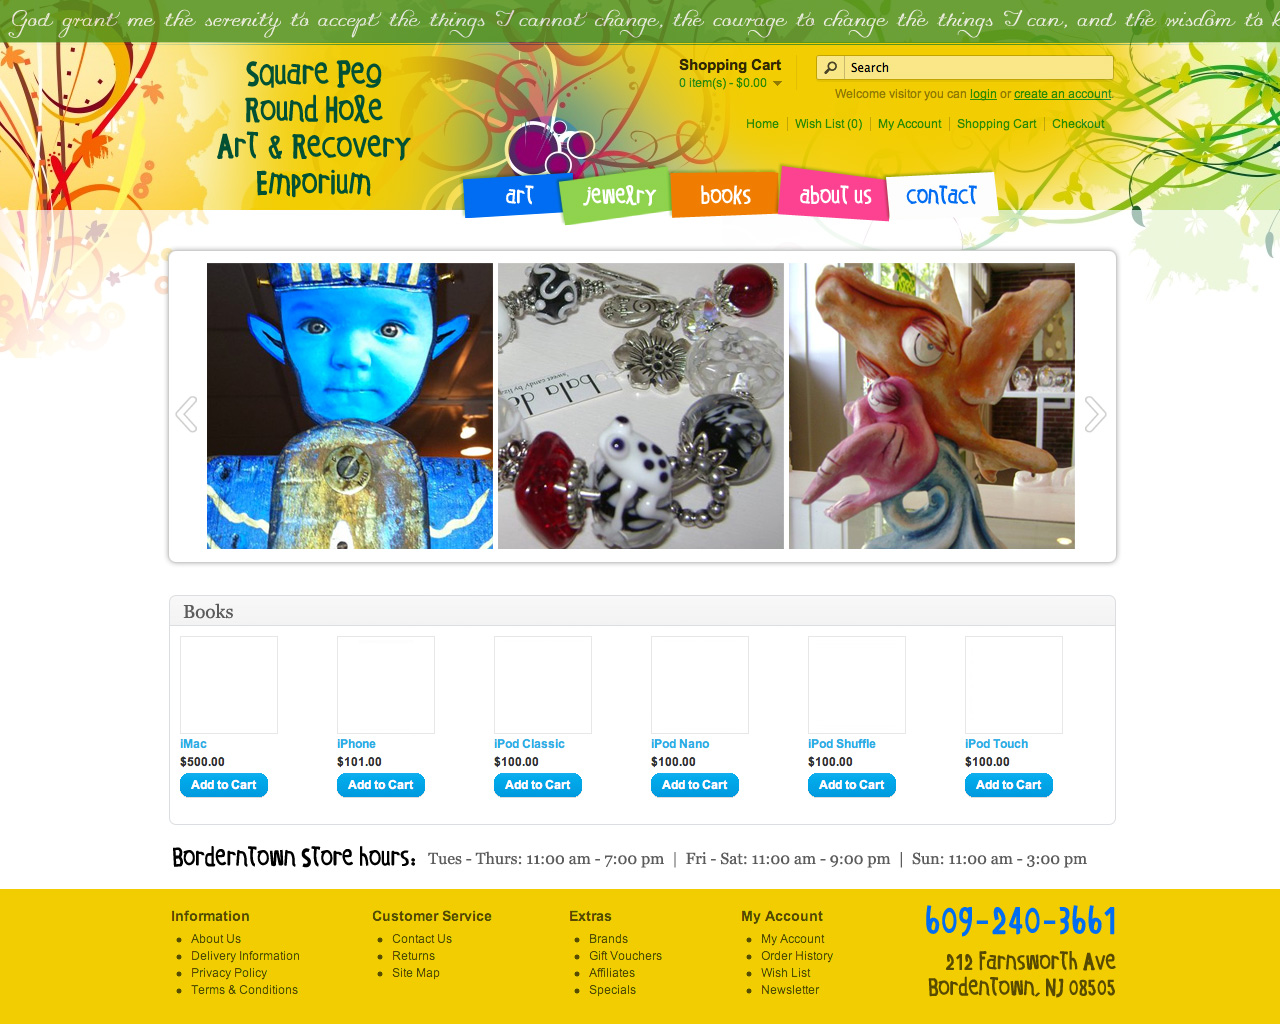 God grant me the serenity to accept the things I cannot change, the courage to change the things I can, and the wisdom to k
Square Peg
Round Hole
Art & Recovery
Emporium
Shopping Cart
0 item(s) - $0.00
Search
Welcome visitor you can login or create an account.
Home
Wish List (0)
My Account
Shopping Cart
Checkout
art
jewelry
books
about us
contact
Books
iMac
$500.00
Add to Cart
iPhone
$101.00
Add to Cart
iPod Classic
$100.00
Add to Cart
iPod Nano
$100.00
Add to Cart
iPod Shuffle
$100.00
Add to Cart
iPod Touch
$100.00
Add to Cart
Borderntown Store hours: Tues - Thurs: 11:00 am - 7:00 pm | Fri - Sat: 11:00 am - 9:00 pm | Sun: 11:00 am - 3:00 pm
Information
About Us
Delivery Information
Privacy Policy
Terms & Conditions
Customer Service
Contact Us
Returns
Site Map
Extras
Brands
Gift Vouchers
Affiliates
Specials
My Account
My Account
Order History
Wish List
Newsletter
609-240-3661
212 Farnsworth Ave
Bordentown, NJ 08505